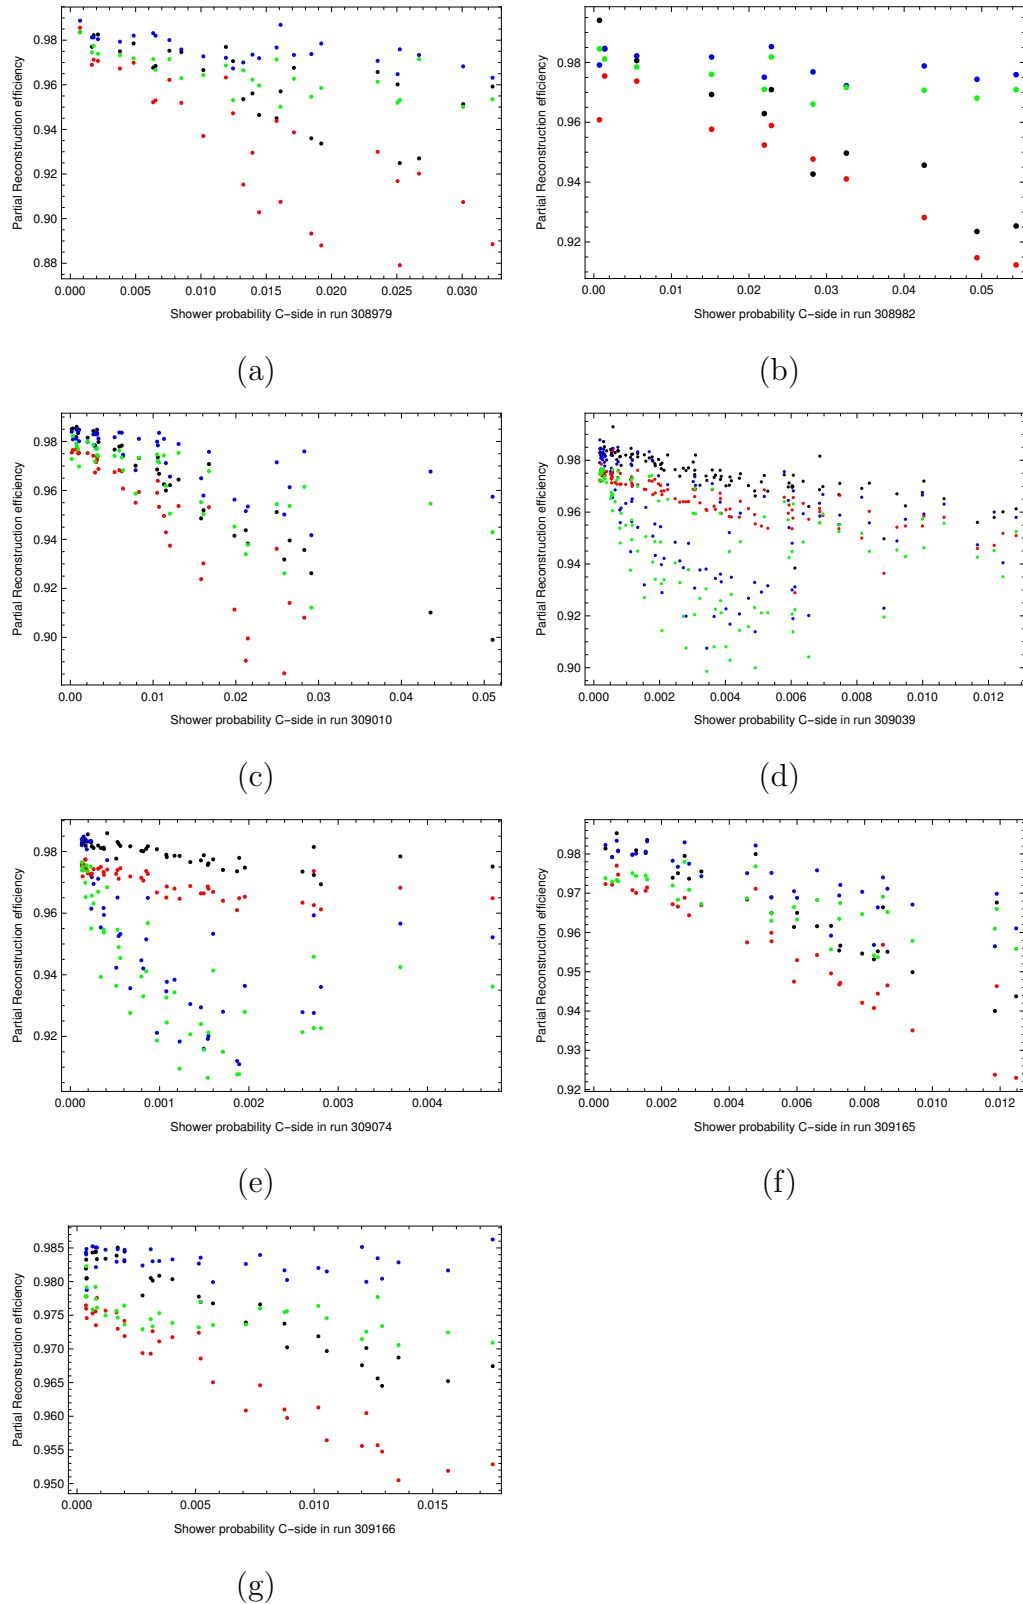 0.98
0.96
0.94
0.92
0.90
0.88
Partial Reconstruction efficiency
0.000 0.005 0.010 0.015 0.020 0.025 0.030
Shower probability C-side in run 308979
(a)
0.98
0.96
0.94
0.92
Partial Reconstruction efficiency
0.00 0.01 0.02 0.03 0.04 0.05
Shower probability C-side in run 308982
(b)
0.98
0.96
0.94
0.92
0.90
Partial Reconstruction efficiency
0.00 0.01 0.02 0.03 0.04 0.05
Shower probability C-side in run 309010
(c)
0.98
0.96
0.94
0.92
0.90
Partial Reconstruction efficiency
0.000 0.002 0.004 0.006 0.008 0.010 0.012
Shower probability C-side in run 309039
(d)
0.98
0.96
0.94
0.92
Partial Reconstruction efficiency
0.000 0.001 0.002 0.003 0.004
Shower probability C-side in run 309074
(e)
0.98
0.97
0.96
0.95
0.94
0.93
0.92
Partial Reconstruction efficiency
0.000 0.002 0.004 0.006 0.008 0.010 0.012
Shower probability C-side in run 309165
(f)
0.985
0.980
0.975
0.970
0.965
0.960
0.955
0.950
Partial Reconstruction efficiency
0.000 0.005 0.010 0.015
Shower probability C-side in run 309166
(g)